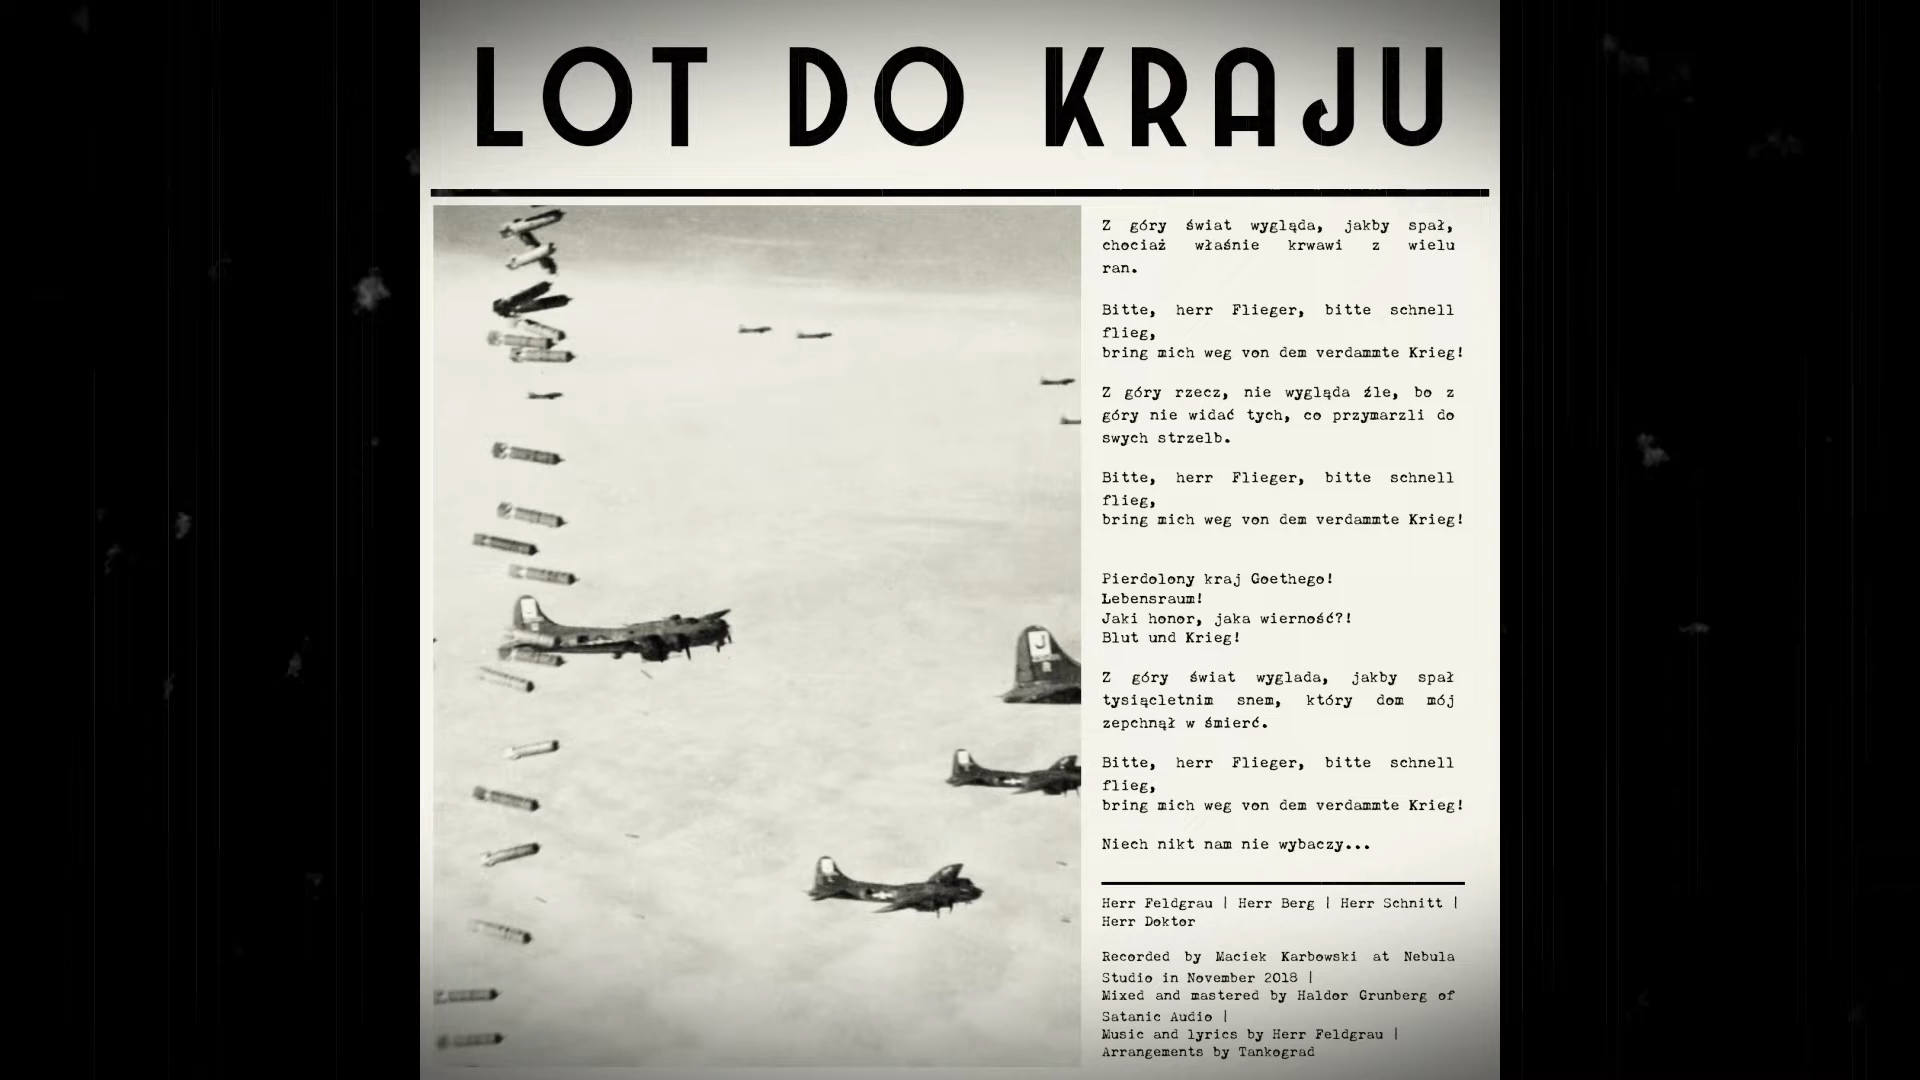 LOT DO KRAJU
Z góry świat wygląda, jakby spał,
chociaż właśnie krwawi z wielu
ran.
Bitte, herr Flieger, bitte schnell
flieg,
bring mich weg von dem verdammte Krieg!
Z góry rzecz, nie wygląda źle, bo z
góry nie widać tych, co przymarzli do
swych strzelb.
Bitte, herr Flieger, bitte schnell
flieg,
bring mich weg von dem verdammte Krieg!
Pierdolony kraj Goethego!
Lebensraum!
Jaki honor, jaka wierność?!
Blut und Krieg!
Z góry świat wyglada, jakby spał
tysiącletnim snem, który dom mój
zepchnął w śmierć.
Bitte, herr Flieger, bitte schnell
flieg,
bring mich weg von dem verdammte Krieg!
Niech nikt nam nie wybaczy...
Herr Feldgrau | Herr Berg | Herr Schnitt |
Herr Doktor
Recorded by Maciek Karbowski at Nebula
Studio in November 2018 |
Mixed and mastered by Haldor Grunberg of
Satanic Audio |
Music and lyrics by Herr Feldgrau |
Arrangements by Tankograd
J